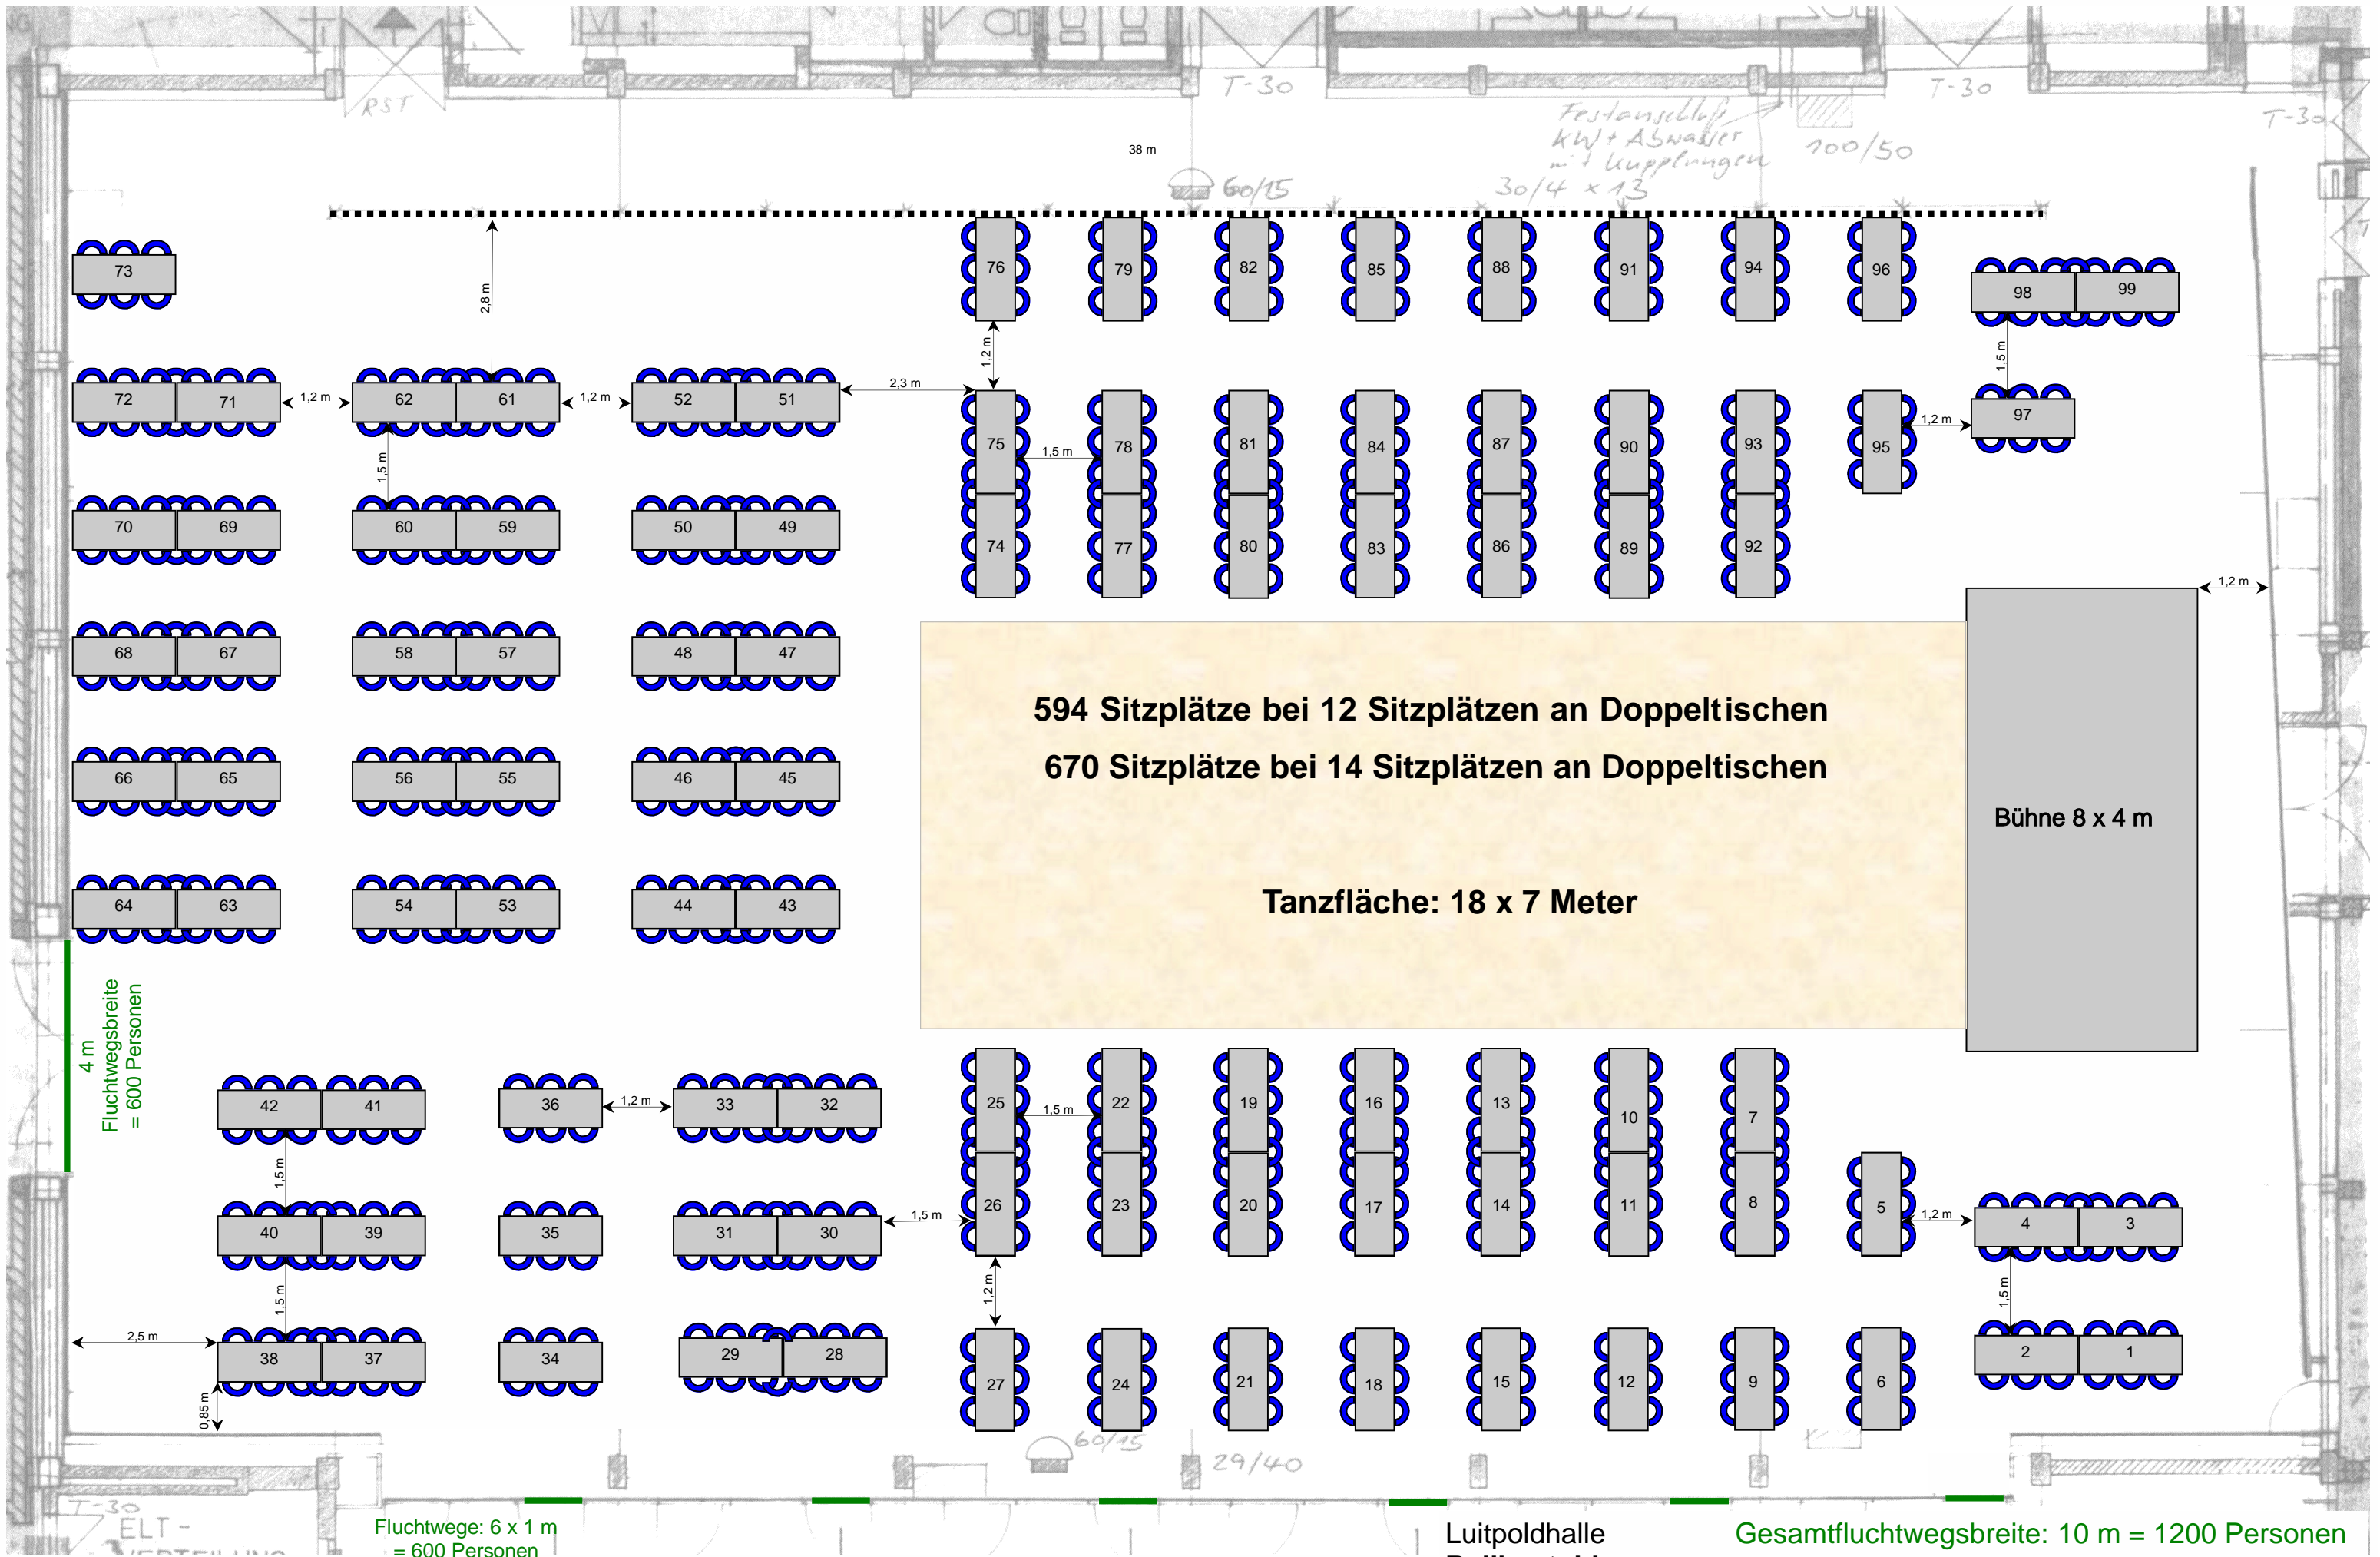 RST
T-30
T-30
T-30
Festanschluß
KW + Abwasser
mit Kupplungen
100/50
38 m
60/15
30/4 x 13
73
2,8 m
76
79
82
85
88
91
94
96
98
99
1,2 m
1,5 m
72
71
1,2 m
62
61
1,2 m
52
51
2,3 m
97
1,2 m
75
1,5 m
78
81
84
87
90
93
95
1,5 m
70
69
60
59
50
49
74
77
80
83
86
89
92
1,2 m
68
67
58
57
48
47
594 Sitzplätze bei 12 Sitzplätzen an Doppeltischen
670 Sitzplätze bei 14 Sitzplätzen an Doppeltischen
66
65
56
55
46
45
Bühne 8 x 4 m
Tanzfläche: 18 x 7 Meter
64
63
54
53
44
43
4 m
Fluchtwegsbreite
= 600 Personen
42
41
36
1,2 m
33
32
25
1,5 m
22
19
16
13
10
7
1,5 m
40
39
35
31
30
1,5 m
26
23
20
17
14
11
8
5
1,2 m
4
3
1,5 m
1,2 m
1,5 m
2,5 m
38
37
34
29
28
27
24
21
18
15
12
9
6
2
1
0,85 m
60/15
29/40
T-30
ELT-
Fluchtwege: 6 x 1 m
= 600 Personen
Luitpoldhalle
Gesamtfluchtwegsbreite: 10 m = 1200 Personen